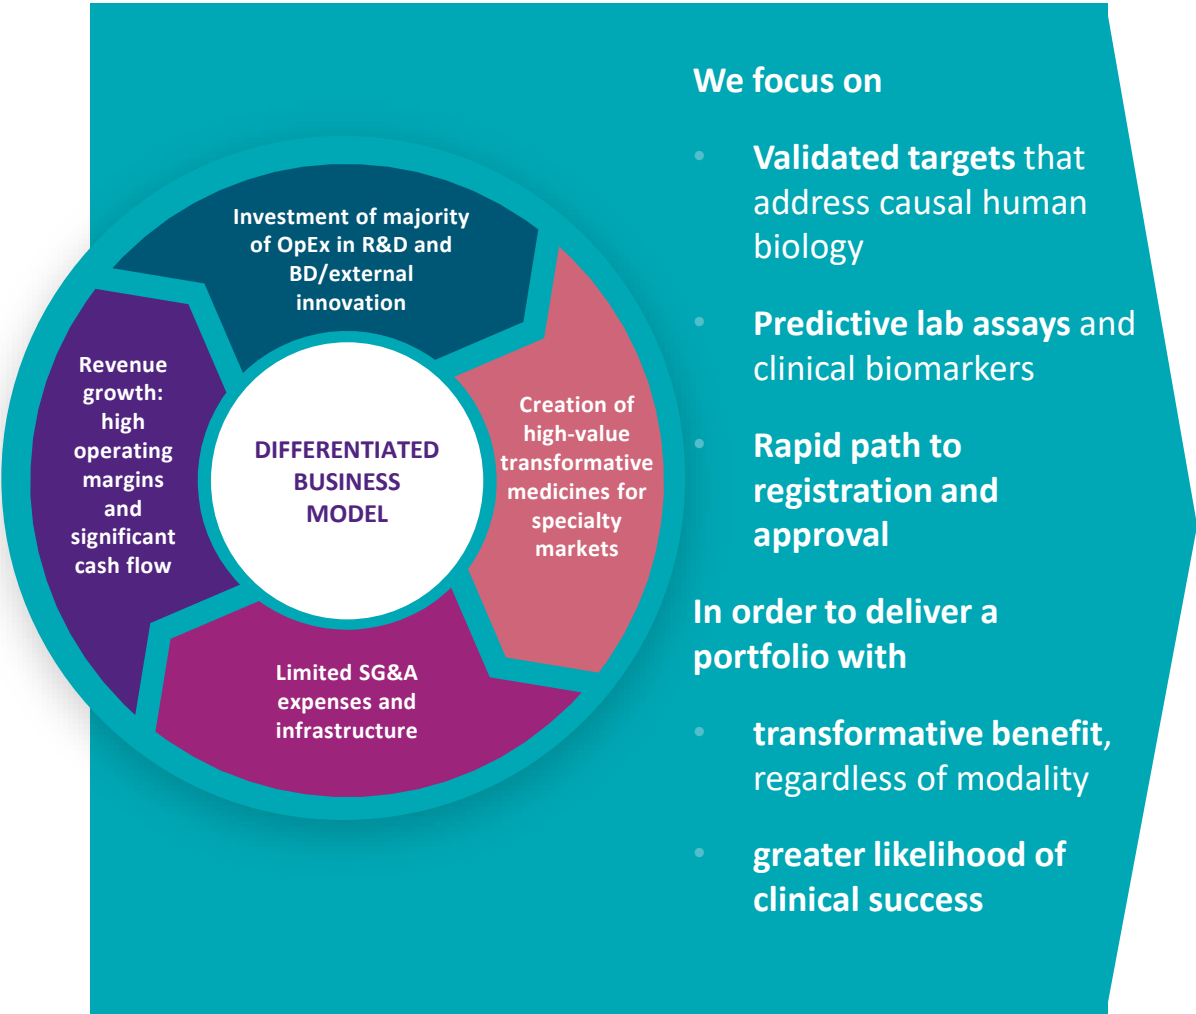 Investment of majority
of OpEx in R&D and
BD/external
innovation
Creation of
high-value
transformative
medicines for
specialty
markets
Limited SG&A
expenses and
infrastructure
Revenue
growth:
high
operating
margins
and
significant
cash flow
DIFFERENTIATED
BUSINESS
MODEL
We focus on
• Validated targets that
address causal human
biology
• Predictive lab assays and
clinical biomarkers
• Rapid path to
registration and
approval
In order to deliver a
portfolio with
• transformative benefit,
regardless of modality
• greater likelihood of
clinical success